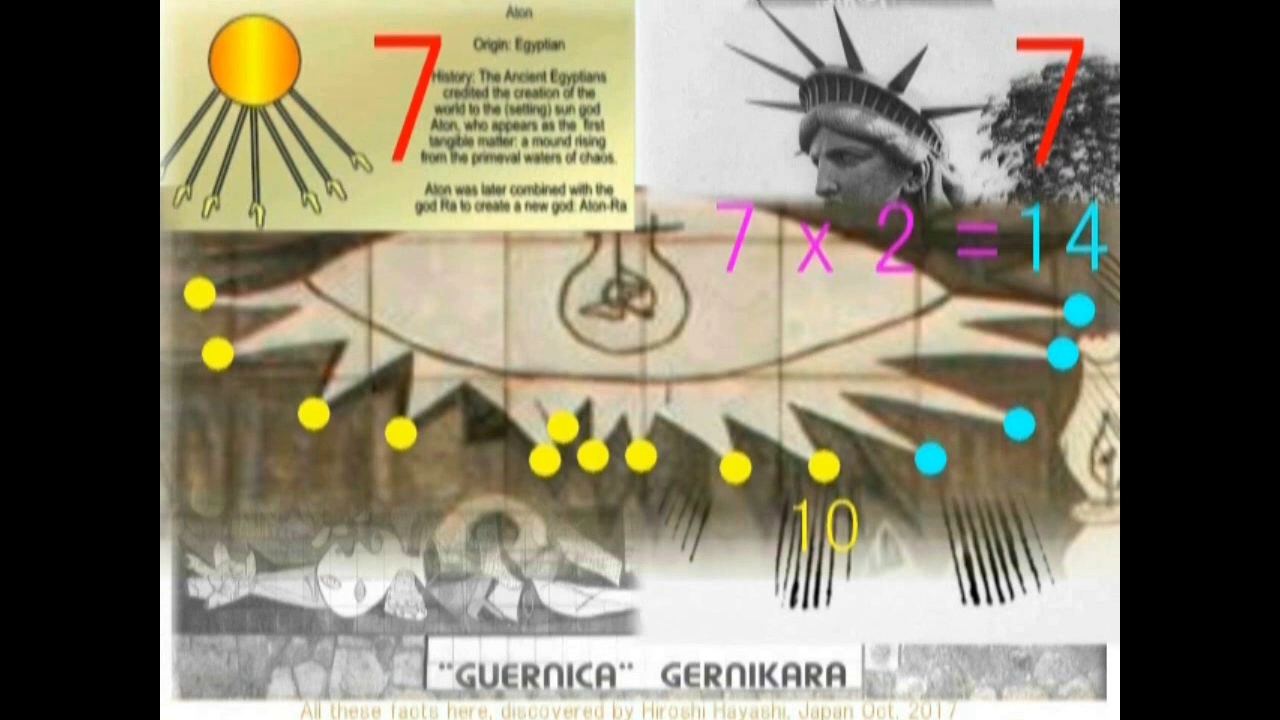 Aton
Origin: Egyptian
History: The Ancient Egyptians
credited the creation of the
world to the (setting) sun god
Aton, who appears as the first
tangible matter: a mound rising
from the primeval waters of chaos.
Aton was later combined with the
god Ra to create a new god: Aton-Ra
7
7
7 x 2 = 14
10
"GUERNICA" GERNIKARA
All these facts here, discovered by Hiroshi Hayashi, Japan Oct, 2017